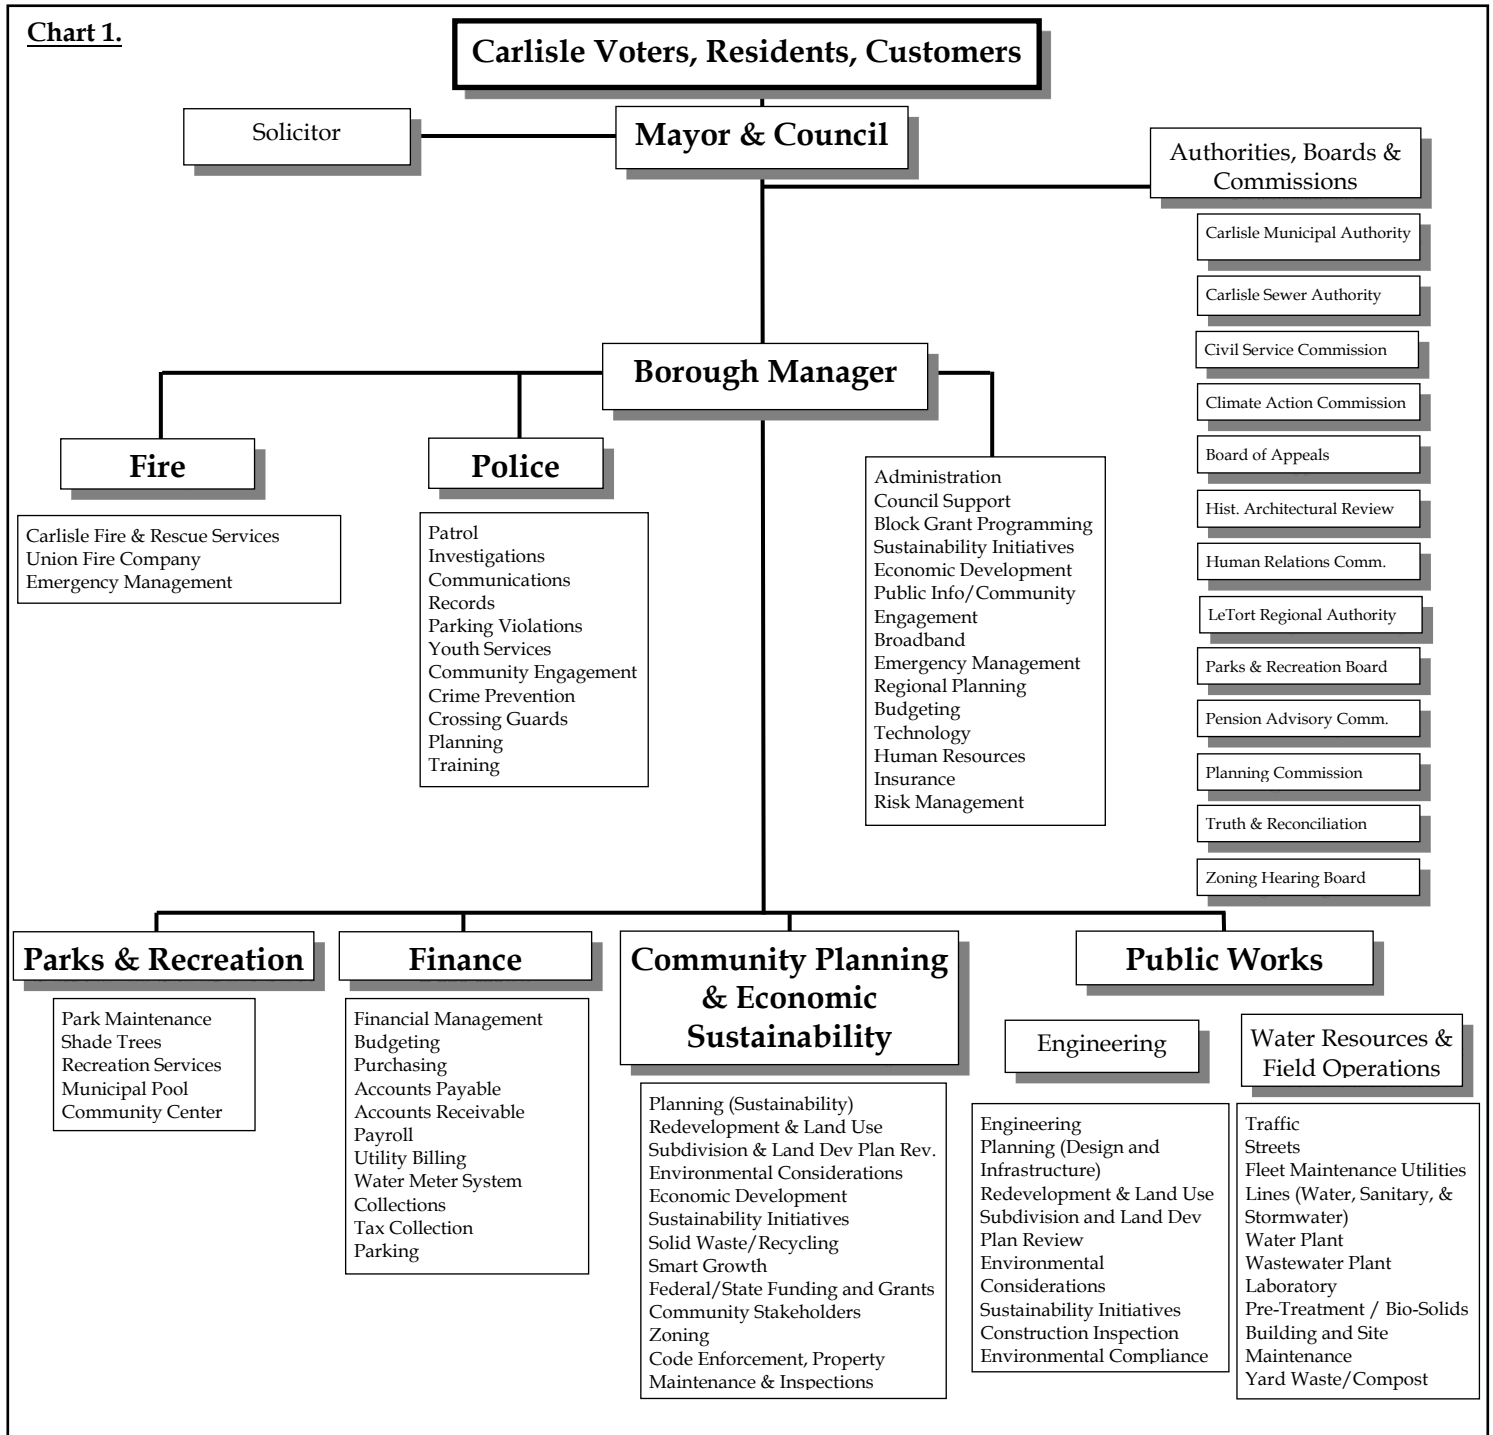 Chart 1.
Carlisle Voters, Residents, Customers
Solicitor
Mayor & Council
Authorities, Boards &
Commissions
Carlisle Municipal Authority
Carlisle Sewer Authority
Civil Service Commission
Climate Action Commission
Board of Appeals
Hist. Architectural Review
Human Relations Comm.
LeTort Regional Authority
Parks & Recreation Board
Pension Advisory Comm.
Planning Commission
Truth & Reconciliation
Zoning Hearing Board
Borough Manager
Fire
Carlisle Fire & Rescue Services
Union Fire Company
Emergency Management
Police
Patrol
Investigations
Communications
Records
Parking Violations
Youth Services
Community Engagement
Crime Prevention
Crossing Guards
Planning
Training
Administration
Council Support
Block Grant Programming
Sustainability Initiatives
Economic Development
Public Info/Community
Engagement
Broadband
Emergency Management
Regional Planning
Budgeting
Technology
Human Resources
Insurance
Risk Management
Parks & Recreation
Park Maintenance
Shade Trees
Recreation Services
Municipal Pool
Community Center
Finance
Financial Management
Budgeting
Purchasing
Accounts Payable
Accounts Receivable
Payroll
Utility Billing
Water Meter System
Collections
Tax Collection
Parking
Community Planning
& Economic
Sustainability
Planning (Sustainability)
Redevelopment & Land Use
Subdivision & Land Dev Plan Rev.
Environmental Considerations
Economic Development
Sustainability Initiatives
Solid Waste/Recycling
Smart Growth
Federal/State Funding and Grants
Community Stakeholders
Zoning
Code Enforcement, Property
Maintenance & Inspections
Public Works
Engineering
Engineering
Planning (Design and
Infrastructure)
Redevelopment & Land Use
Subdivision and Land Dev
Plan Review
Environmental
Considerations
Sustainability Initiatives
Construction Inspection
Environmental Compliance
Water Resources &
Field Operations
Traffic
Streets
Fleet Maintenance Utilities
Lines (Water, Sanitary, &
Stormwater)
Water Plant
Wastewater Plant
Laboratory
Pre-Treatment / Bio-Solids
Building and Site
Maintenance
Yard Waste/Compost